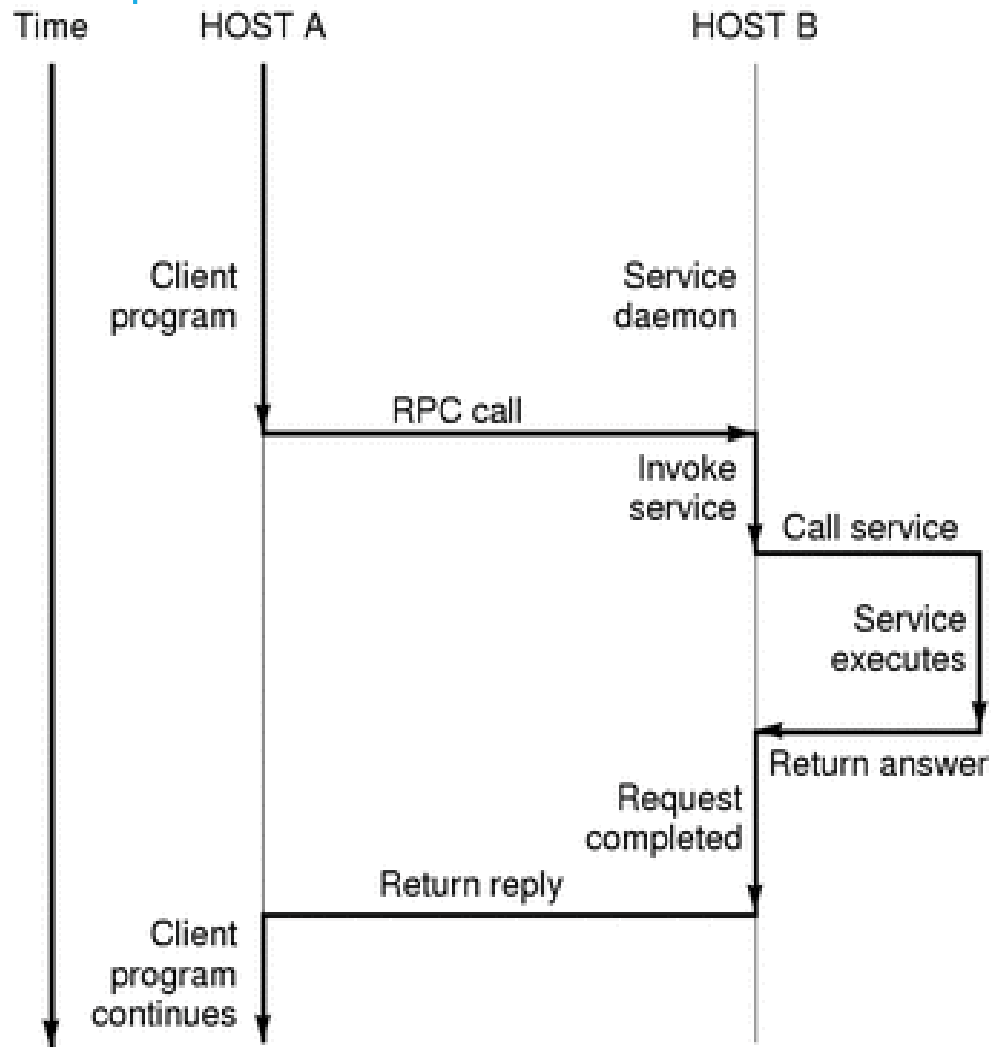 Time
HOST A
HOST B
Client
program
Service
daemon
RPC call
Invoke
service
Call service
Service
executes
Return answer
Request
completed
Return reply
Client
program
continues